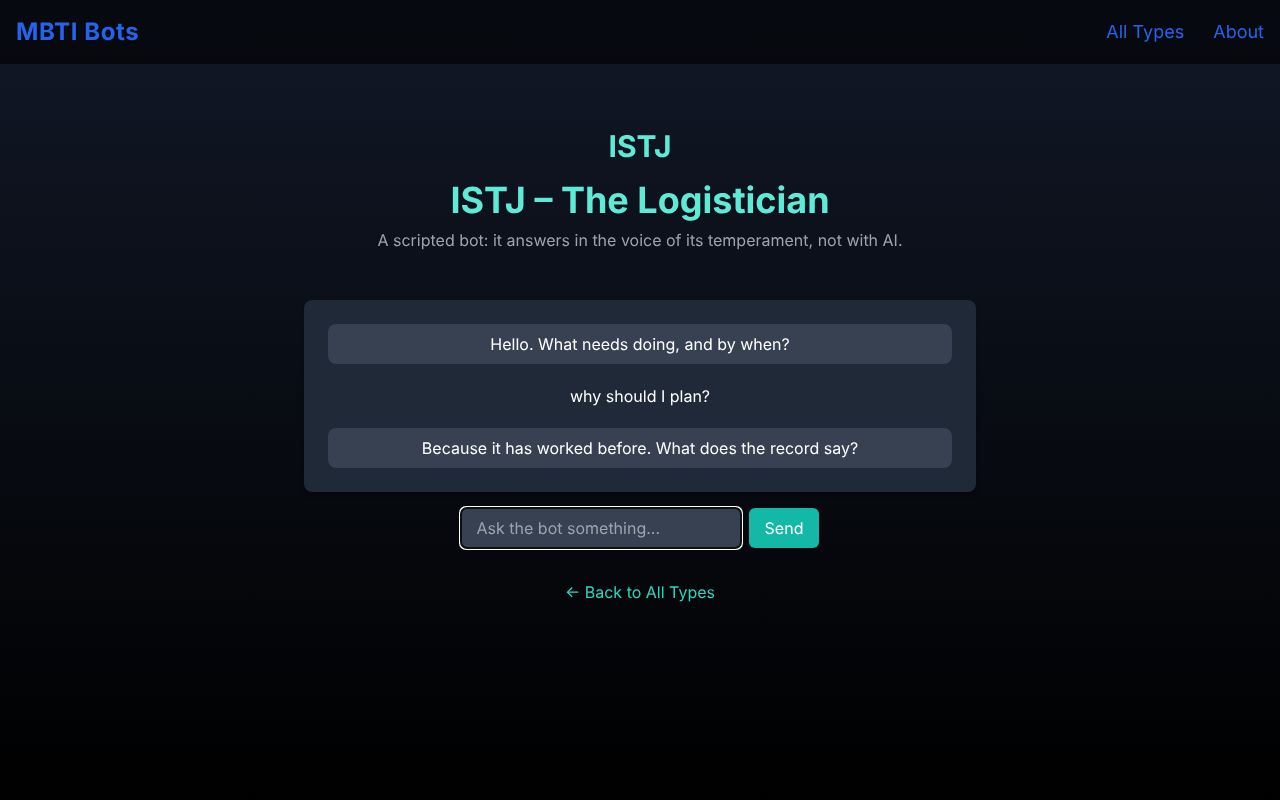 MBTI Bots
All Types
About
ISTJ
ISTJ – The Logistician
A scripted bot: it answers in the voice of its temperament, not with AI.
Hello. What needs doing, and by when?
why should I plan?
Because it has worked before. What does the record say?
Ask the bot something...
Send
← Back to All Types